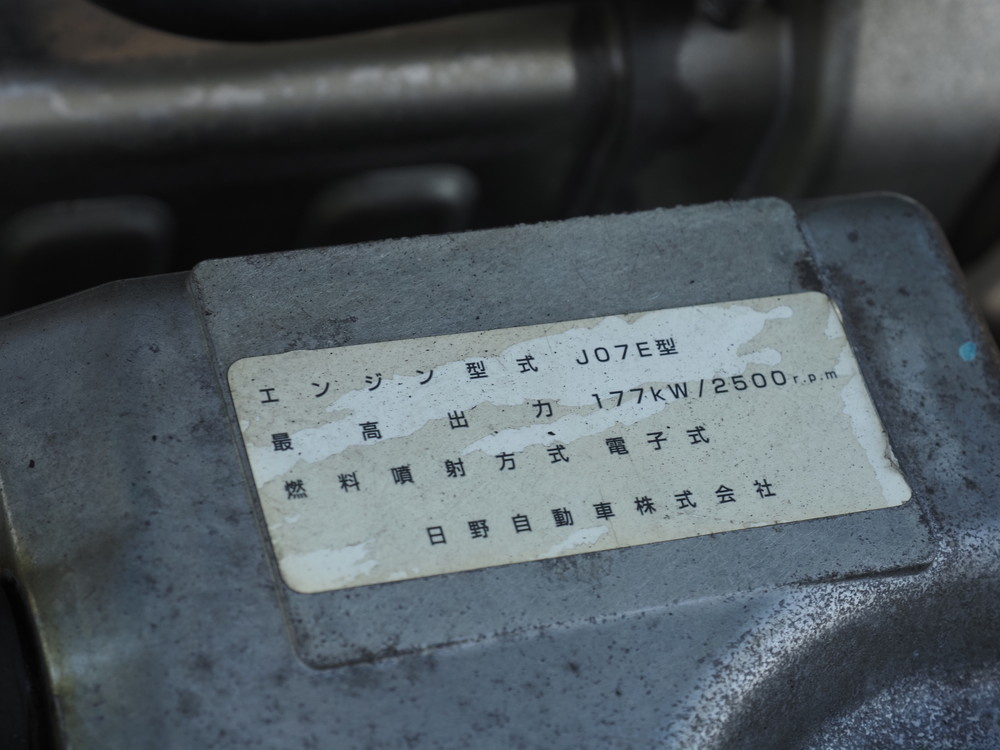 エンジン型式 J07E型
最高出力 177kW/2500r.p.m
燃料噴射方式 電子式
日野自動車株式会社